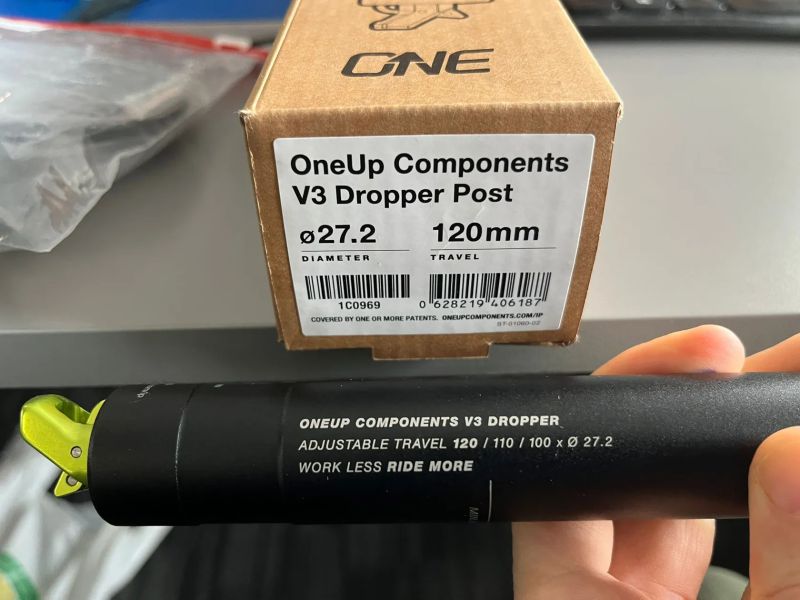 ONE
OneUp Components
V3 Dropper Post
ø27.2 120mm
DIAMETER TRAVEL
1C0969 0 628219 406187
COVERED BY ONE OR MORE PATENTS. ONEUPCOMPONENTS.COM/IP
ST-01060-02
ONEUP COMPONENTS V3 DROPPER
ADJUSTABLE TRAVEL 120 / 110 / 100 x Ø 27.2
WORK LESS RIDE MORE